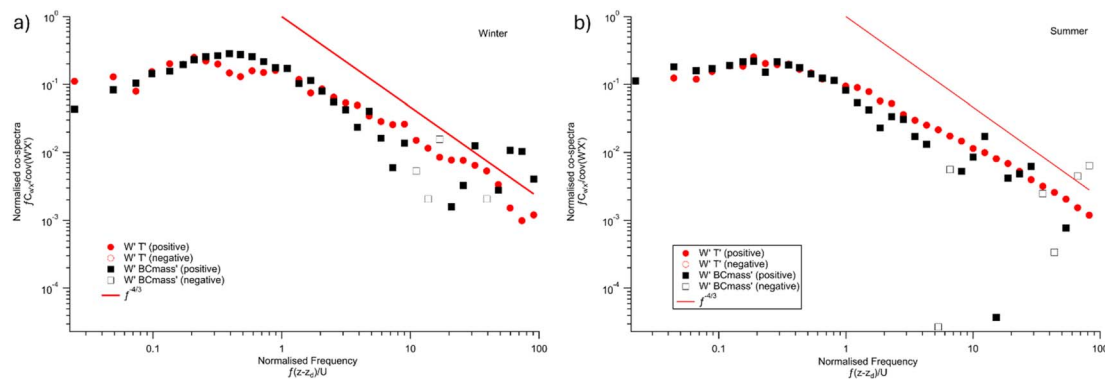 a)
Winter
Normalised co-spectra
fC_wx/cov(W'X')
10^0
10^-1
10^-2
10^-3
10^-4
W' T' (positive)
W' T' (negative)
W' BCmass' (positive)
W' BCmass' (negative)
f^-4/3
0.1
1
10
100
Normalised Frequency
f(z-z_d)/U
b)
Summer
Normalised co-spectra
fC_wx/cov(W'X')
10^0
10^-1
10^-2
10^-3
10^-4
W' T' (positive)
W' T' (negative)
W' BCmass' (positive)
W' BCmass' (negative)
f^-4/3
0.1
1
10
100
Normalised Frequency
f(z-z_d)/U